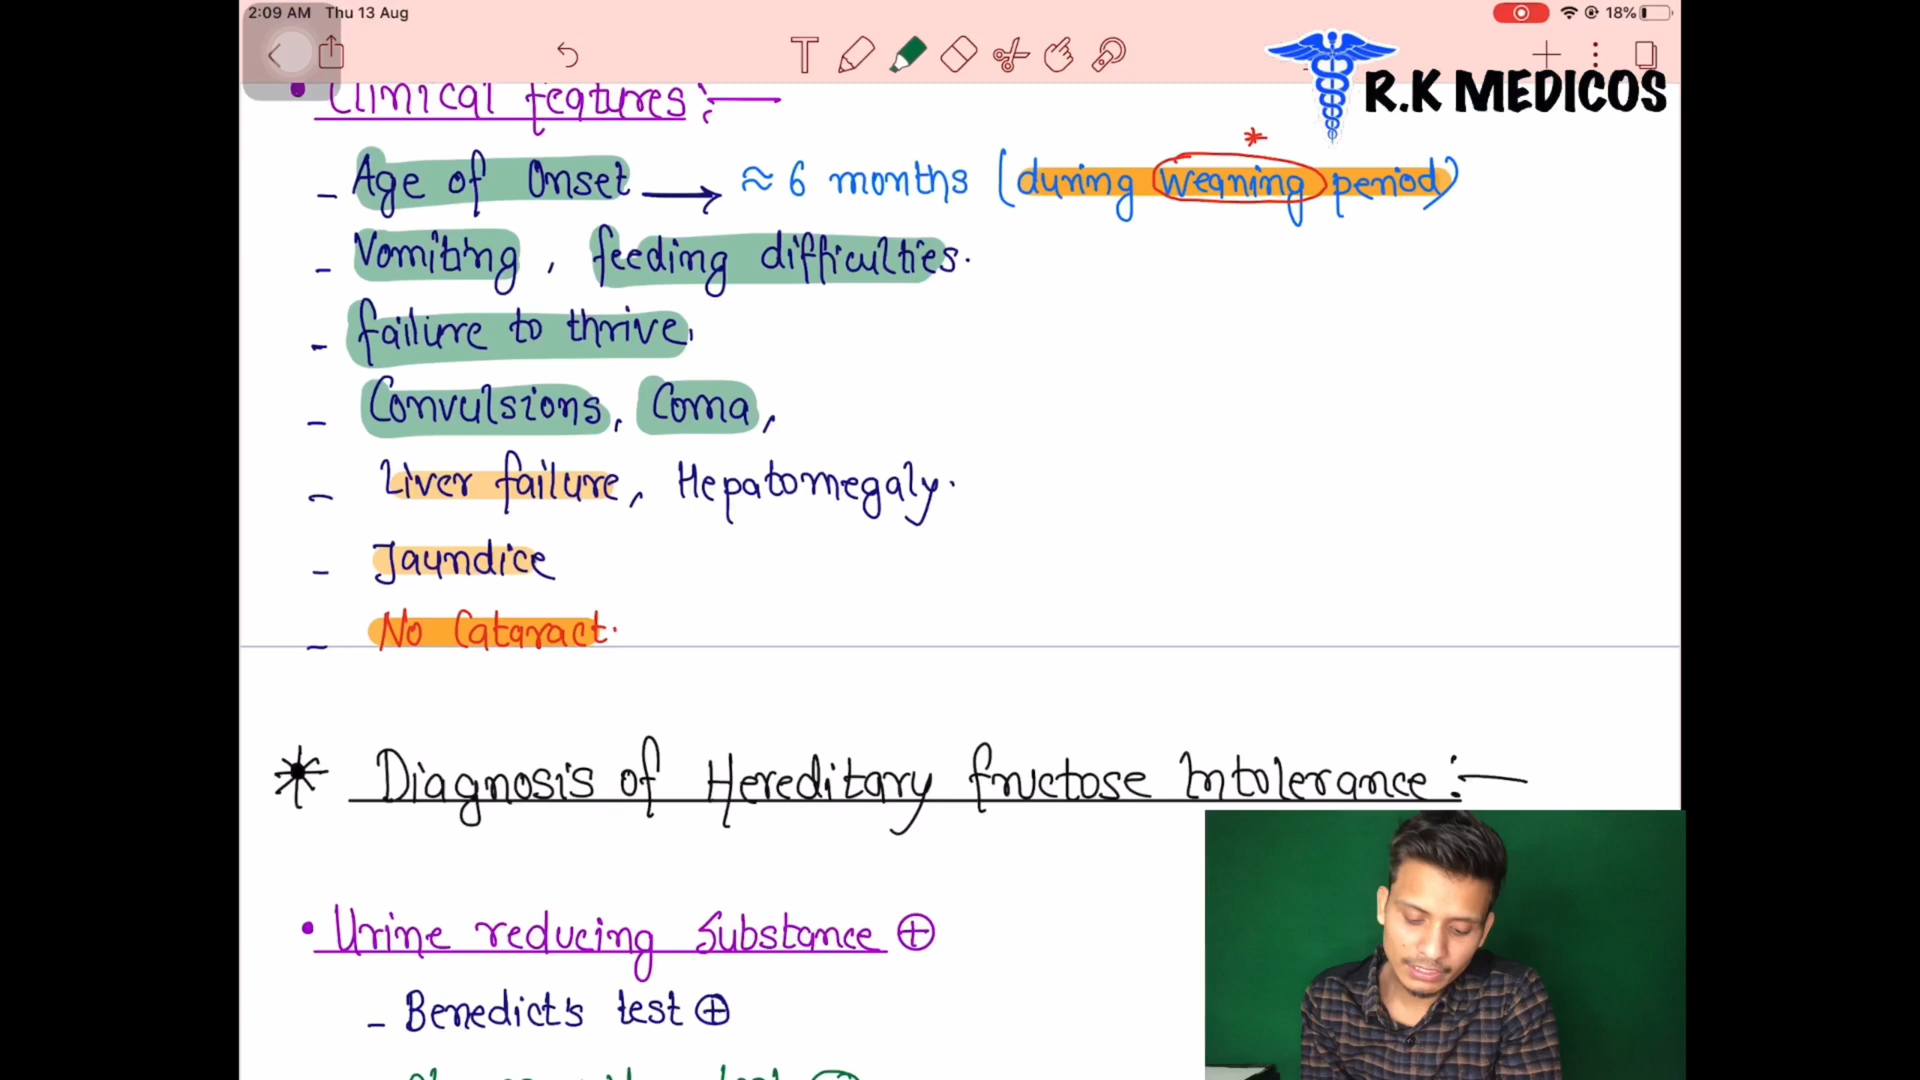 2:09 AM Thu 13 Aug
18%
T
R.K MEDICOS
• Clinical features :—
*
- Age of Onset → ≈ 6 months (during weaning period)
- Vomiting, feeding difficulties.
- failure to thrive,
- Convulsions, Coma,
- Liver failure, Hepatomegaly.
- Jaundice
- No Cataract.
* Diagnosis of Hereditary fructose Intolerance :—
• Urine reducing Substance ⊕
- Benedict's test ⊕